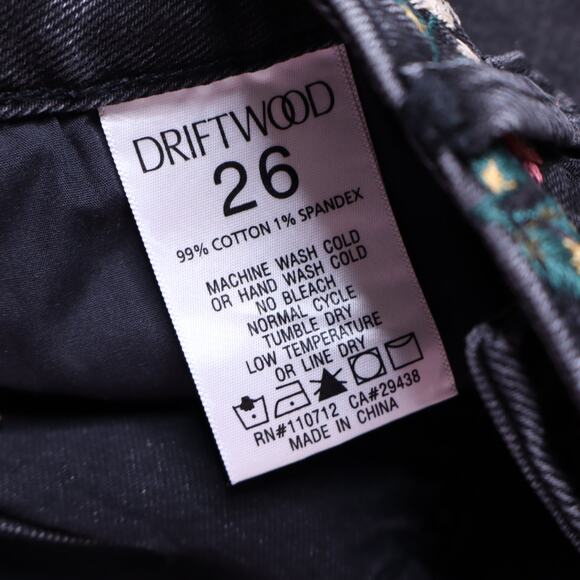 DRIFTWOOD
26
99% COTTON 1% SPANDEX
MACHINE WASH COLD
OR HAND WASH COLD
NO BLEACH
NORMAL CYCLE
TUMBLE DRY
LOW TEMPERATURE
OR LINE DRY
RN#110712 CA#29438
MADE IN CHINA